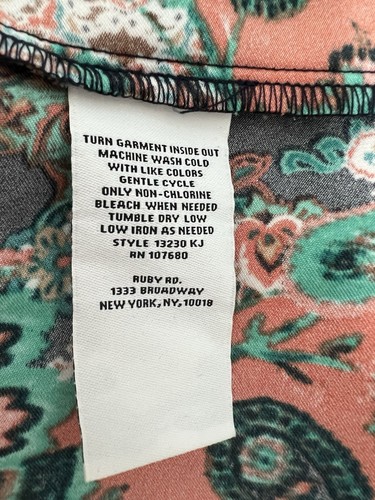 TURN GARMENT INSIDE OUT
MACHINE WASH COLD
WITH LIKE COLORS
GENTLE CYCLE
ONLY NON-CHLORINE
BLEACH WHEN NEEDED
TUMBLE DRY LOW
LOW IRON AS NEEDED
STYLE 13230 KJ
RN 107680
RUBY RD.
1333 BROADWAY
NEW YORK, NY, 10018